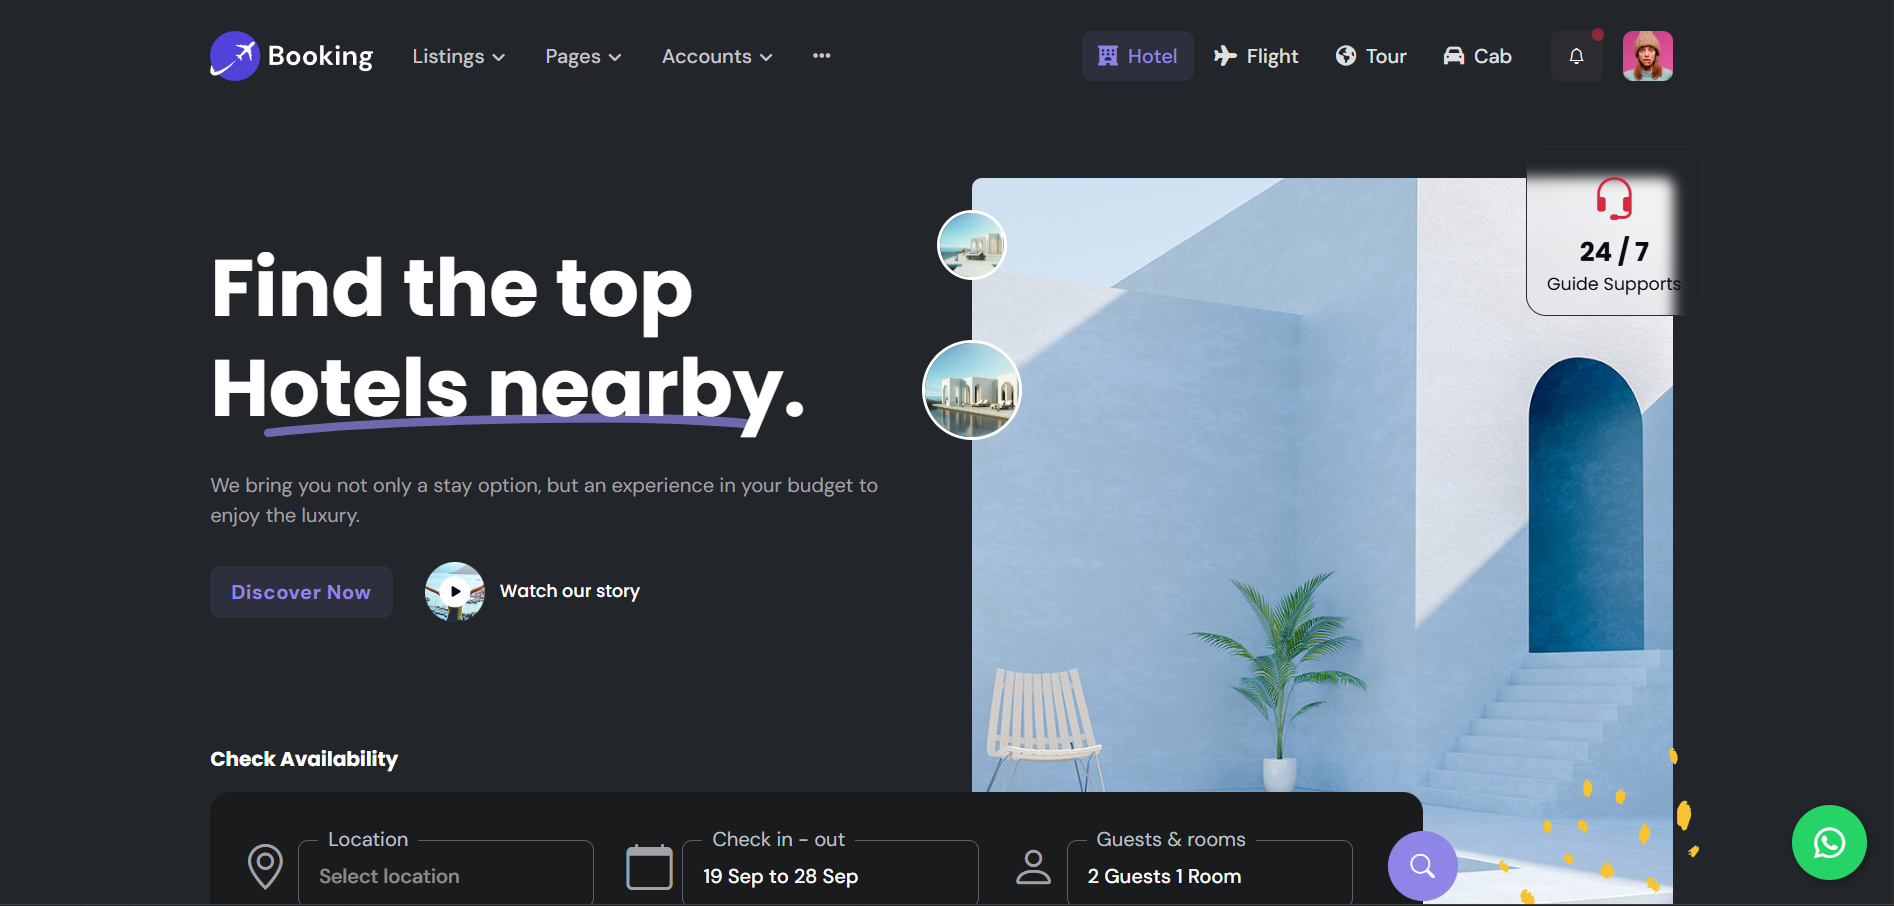 Booking
Listings
Pages
Accounts
Hotel
Flight
Tour
Cab
24 / 7
Guide Supports
Find the top
Hotels nearby.
We bring you not only a stay option, but an experience in your budget to
enjoy the luxury.
Discover Now
Watch our story
Check Availability
Location
Select location
Check in - out
19 Sep to 28 Sep
Guests & rooms
2 Guests 1 Room